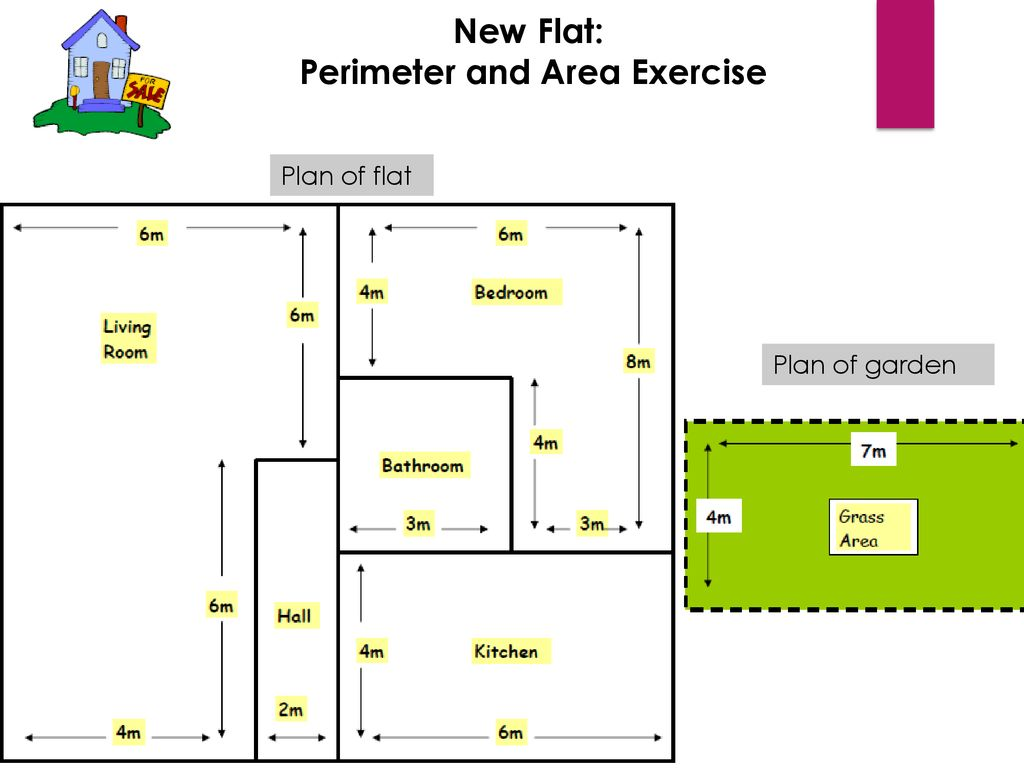 New Flat:
Perimeter and Area Exercise
FOR
SALE
Plan of flat
6m
6m
4m
Bedroom
6m
Living
Room
8m
Plan of garden
4m
7m
Bathroom
3m
3m
4m
Grass
Area
6m
Hall
4m
Kitchen
2m
4m
6m